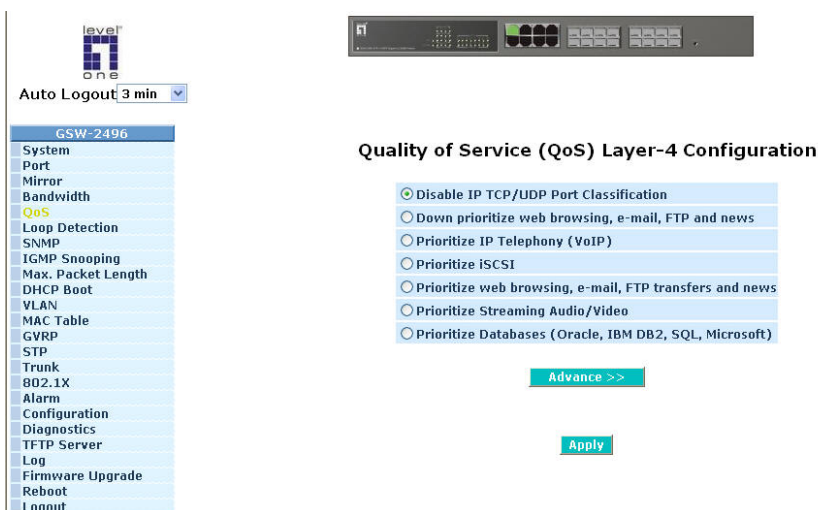 level
one
Auto Logout 3 min
GSW-2496
System
Port
Mirror
Bandwidth
QoS
Loop Detection
SNMP
IGMP Snooping
Max. Packet Length
DHCP Boot
VLAN
MAC Table
GVRP
STP
Trunk
802.1X
Alarm
Configuration
Diagnostics
TFTP Server
Log
Firmware Upgrade
Reboot
Logout
Quality of Service (QoS) Layer-4 Configuration
Disable IP TCP/UDP Port Classification
Down prioritize web browsing, e-mail, FTP and news
Prioritize IP Telephony (VoIP)
Prioritize iSCSI
Prioritize web browsing, e-mail, FTP transfers and news
Prioritize Streaming Audio/Video
Prioritize Databases (Oracle, IBM DB2, SQL, Microsoft)
Advance >>
Apply